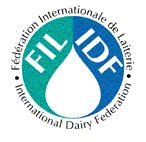 Fédération Internationale de Laiterie
FIL
IDF
International Dairy Federation